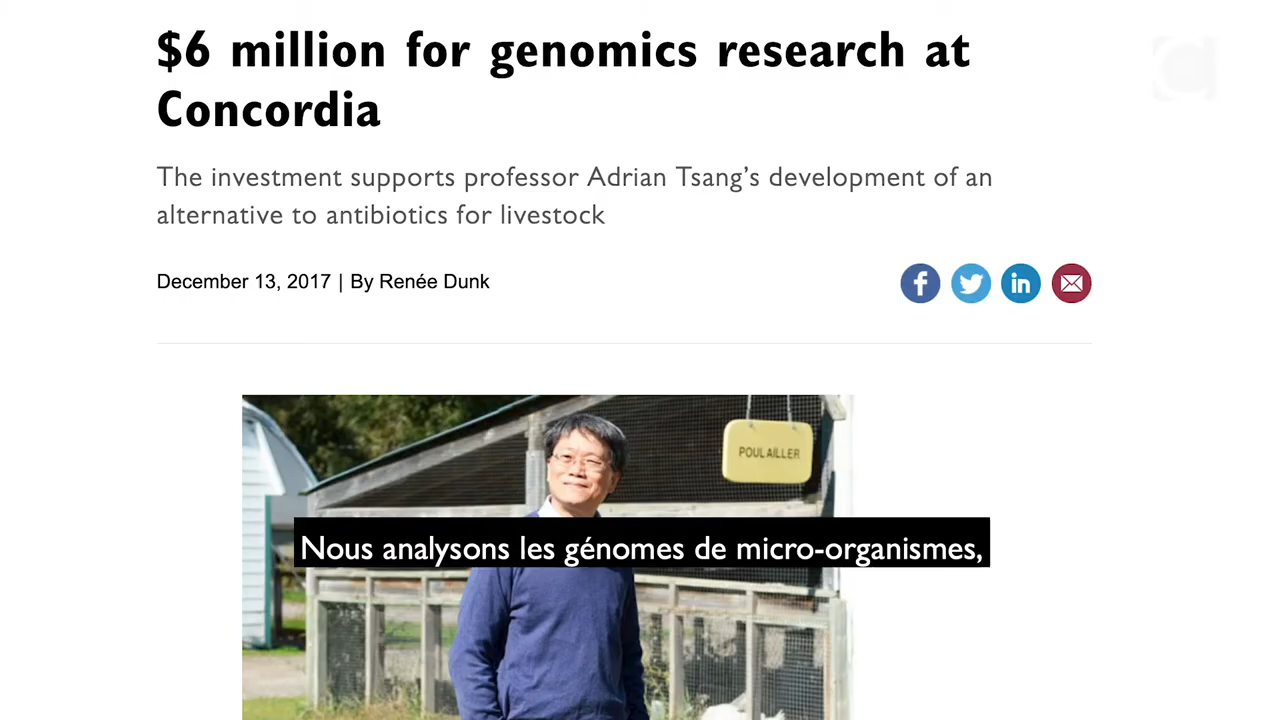 $6 million for genomics research at
Concordia
The investment supports professor Adrian Tsang’s development of an
alternative to antibiotics for livestock
December 13, 2017 | By Renée Dunk
POULAILLER
Nous analysons les génomes de micro-organismes,